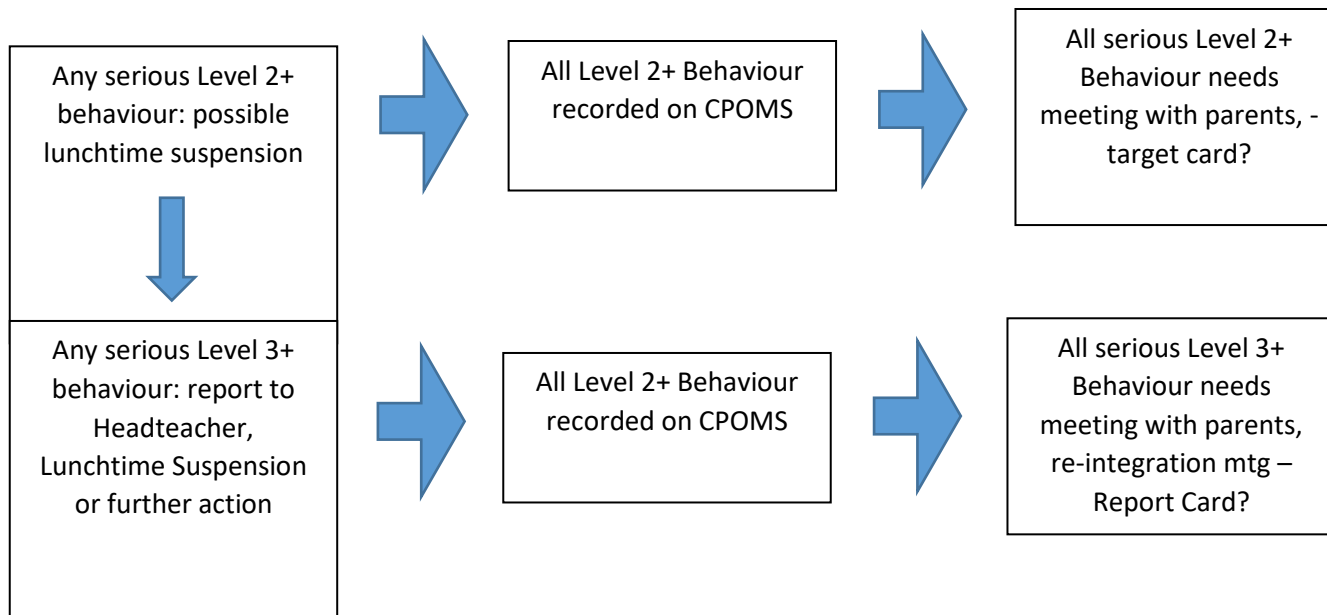 Any serious Level 2+
behaviour: possible
lunchtime suspension
All Level 2+ Behaviour
recorded on CPOMS
All serious Level 2+
Behaviour needs
meeting with parents, -
target card?
Any serious Level 3+
behaviour: report to
Headteacher,
Lunchtime Suspension
or further action
All Level 2+ Behaviour
recorded on CPOMS
All serious Level 3+
Behaviour needs
meeting with parents,
re-integration mtg –
Report Card?